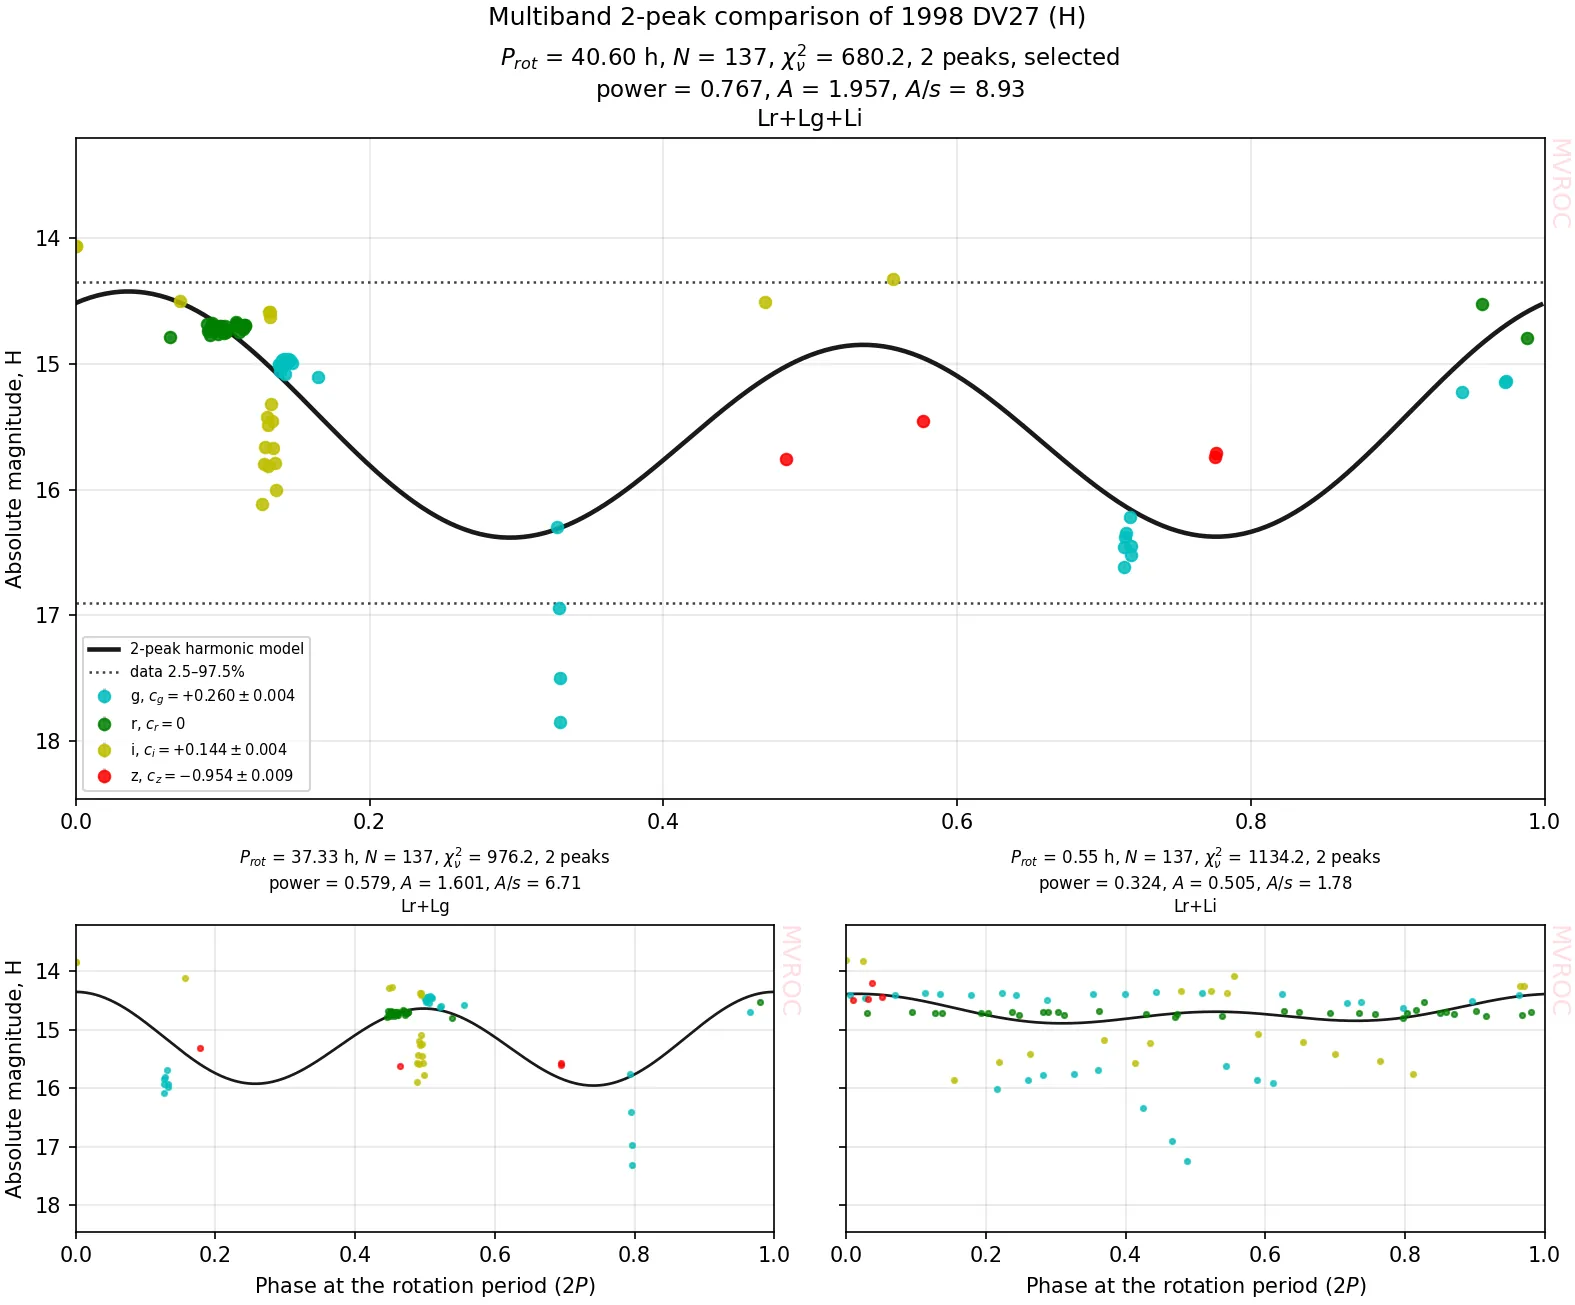 Multiband 2-peak comparison of 1998 DV27 (H)
P_rot = 40.60 h, N = 137, χ²_ν = 680.2, 2 peaks, selected
power = 0.767, A = 1.957, A/s = 8.93
Lr+Lg+Li
MVROC
Absolute magnitude, H
14
15
16
17
18
2-peak harmonic model
data 2.5–97.5%
g, c_g = +0.260 ± 0.004
r, c_r = 0
i, c_i = +0.144 ± 0.004
z, c_z = −0.954 ± 0.009
0.0 0.2 0.4 0.6 0.8 1.0
P_rot = 37.33 h, N = 137, χ²_ν = 976.2, 2 peaks
power = 0.579, A = 1.601, A/s = 6.71
Lr+Lg
MVROC
Absolute magnitude, H
14
15
16
17
18
0.0 0.2 0.4 0.6 0.8 1.0
Phase at the rotation period (2P)
P_rot = 0.55 h, N = 137, χ²_ν = 1134.2, 2 peaks
power = 0.324, A = 0.505, A/s = 1.78
Lr+Li
MVROC
0.0 0.2 0.4 0.6 0.8 1.0
Phase at the rotation period (2P)